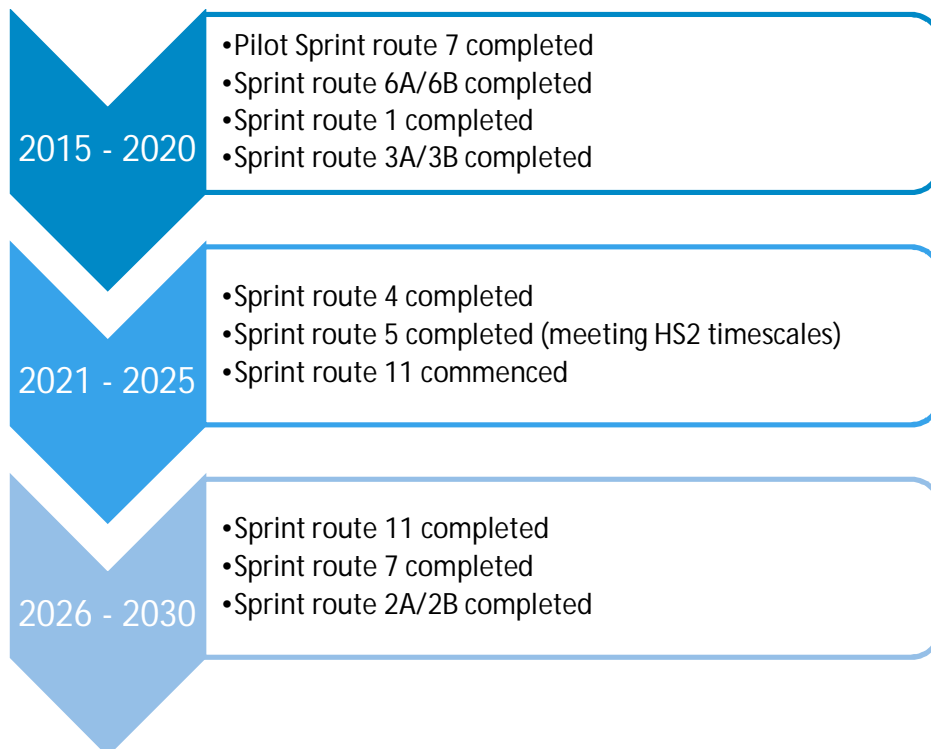 2015 - 2020
•Pilot Sprint route 7 completed
•Sprint route 6A/6B completed
•Sprint route 1 completed
•Sprint route 3A/3B completed
2021 - 2025
•Sprint route 4 completed
•Sprint route 5 completed (meeting HS2 timescales)
•Sprint route 11 commenced
2026 - 2030
•Sprint route 11 completed
•Sprint route 7 completed
•Sprint route 2A/2B completed